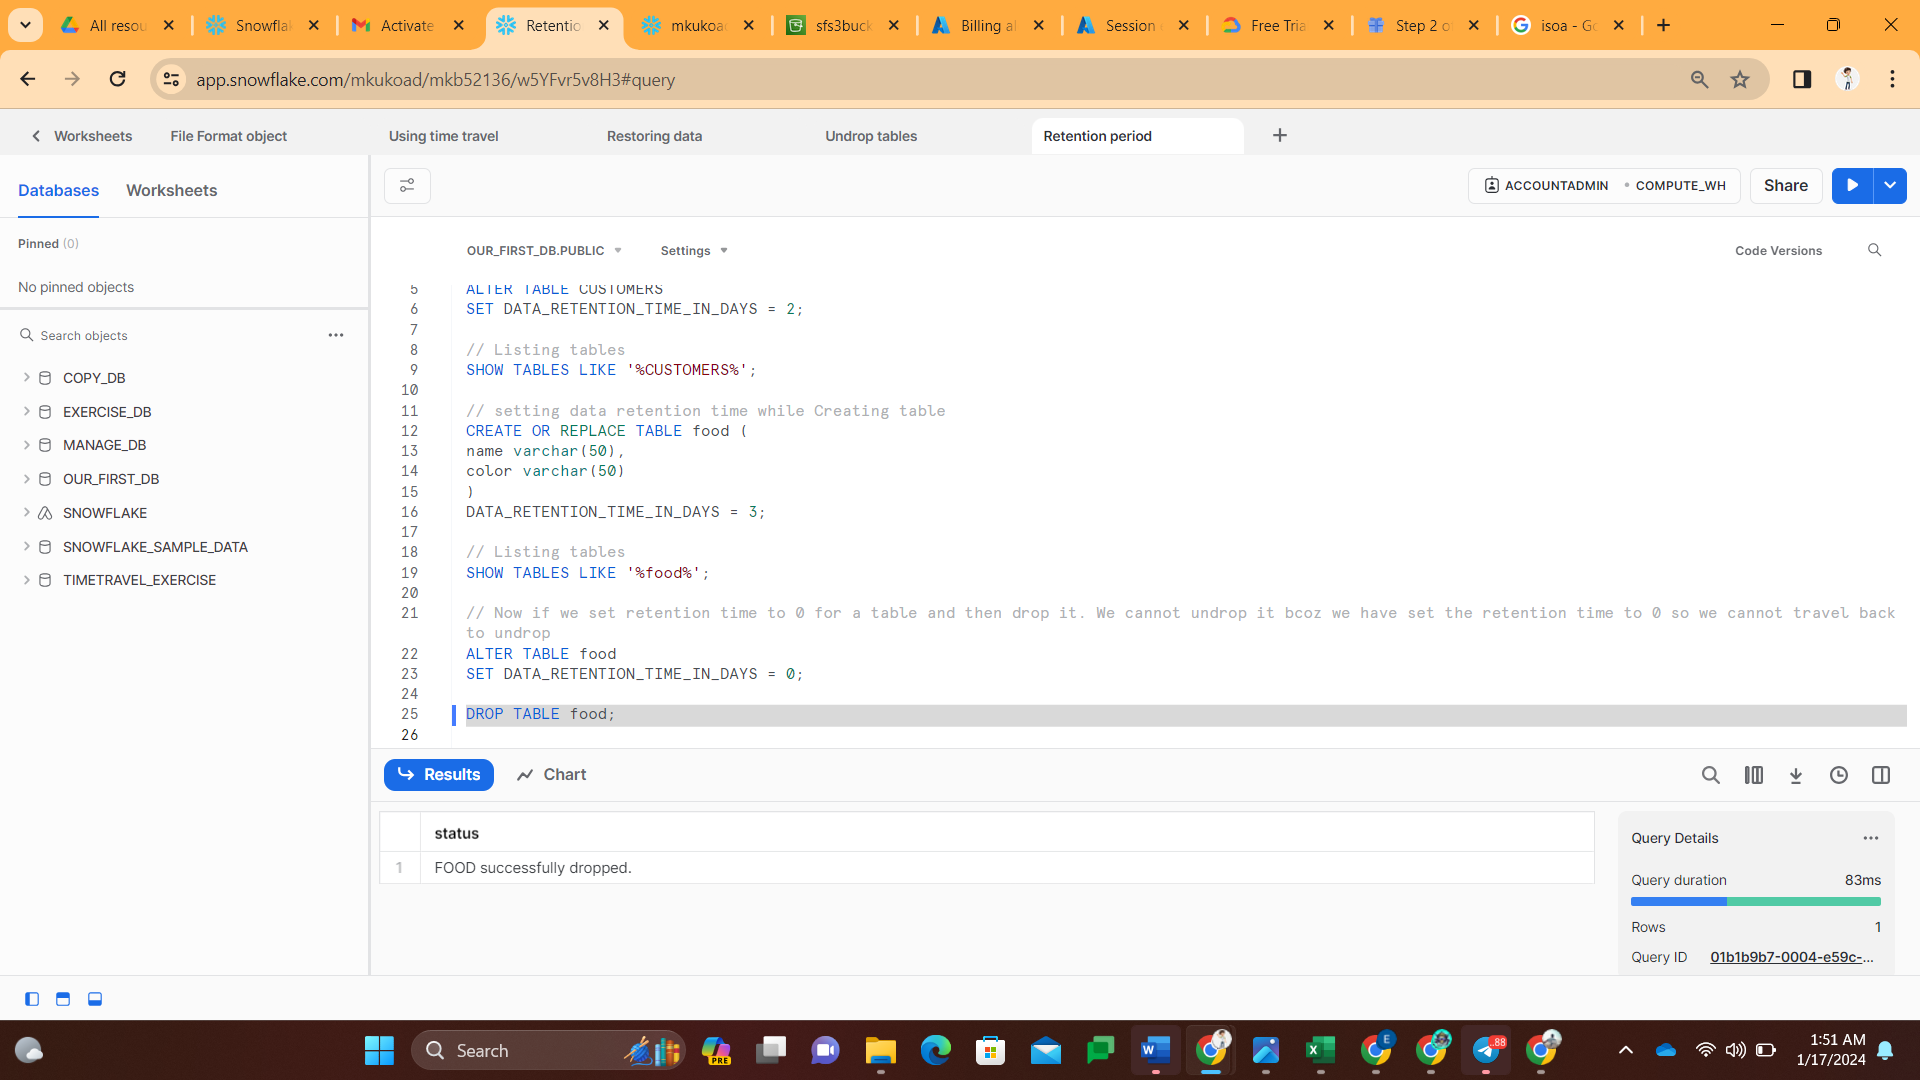 All resou
Snowflak
Activate
Retentio
mkukoad
sfs3buck
Billing al
Session
Free Tria
Step 2 o
isoa - Go
app.snowflake.com/mkukoad/mkb52136/w5YFvr5v8H3#query
Worksheets
File Format object
Using time travel
Restoring data
Undrop tables
Retention period
Databases
Worksheets
ACCOUNTADMIN
COMPUTE_WH
Share
Pinned (0)
No pinned objects
Search objects
COPY_DB
EXERCISE_DB
MANAGE_DB
OUR_FIRST_DB
SNOWFLAKE
SNOWFLAKE_SAMPLE_DATA
TIMETRAVEL_EXERCISE
OUR_FIRST_DB.PUBLIC
Settings
Code Versions
5 ALTER TABLE CUSTOMERS
6 SET DATA_RETENTION_TIME_IN_DAYS = 2;
7
8 // Listing tables
9 SHOW TABLES LIKE '%CUSTOMERS%';
10
11 // setting data retention time while Creating table
12 CREATE OR REPLACE TABLE food (
13 name varchar(50),
14 color varchar(50)
15 )
16 DATA_RETENTION_TIME_IN_DAYS = 3;
17
18 // Listing tables
19 SHOW TABLES LIKE '%food%';
20
21 // Now if we set retention time to 0 for a table and then drop it. We cannot undrop it bcoz we have set the retention time to 0 so we cannot travel back
to undrop
22 ALTER TABLE food
23 SET DATA_RETENTION_TIME_IN_DAYS = 0;
24
25 DROP TABLE food;
26
Results
Chart
status
1 FOOD successfully dropped.
Query Details
Query duration 83ms
Rows 1
Query ID 01b1b9b7-0004-e59c-...
Search
PRE
E
88
1:51 AM
1/17/2024